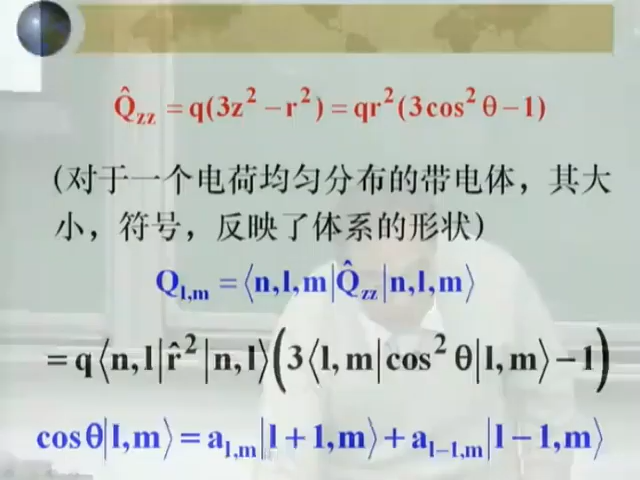 Q̂zz = q(3z² − r²) = qr²(3cos²θ − 1)
(对于一个电荷均匀分布的带电体，其大
小，符号，反映了体系的形状)
Ql,m = ⟨n,l,m|Q̂zz|n,l,m⟩
= q⟨n,l|r̂²|n,l⟩(3⟨l,m|cos²θ|l,m⟩ − 1)
cosθ|l,m⟩ = al,m|l + 1,m⟩ + al−1,m|l − 1,m⟩